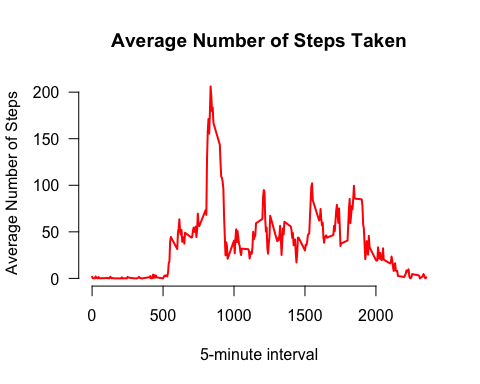 Average Number of Steps Taken
Average Number of Steps
200
150
100
50
0
0 500 1000 1500 2000
5-minute interval